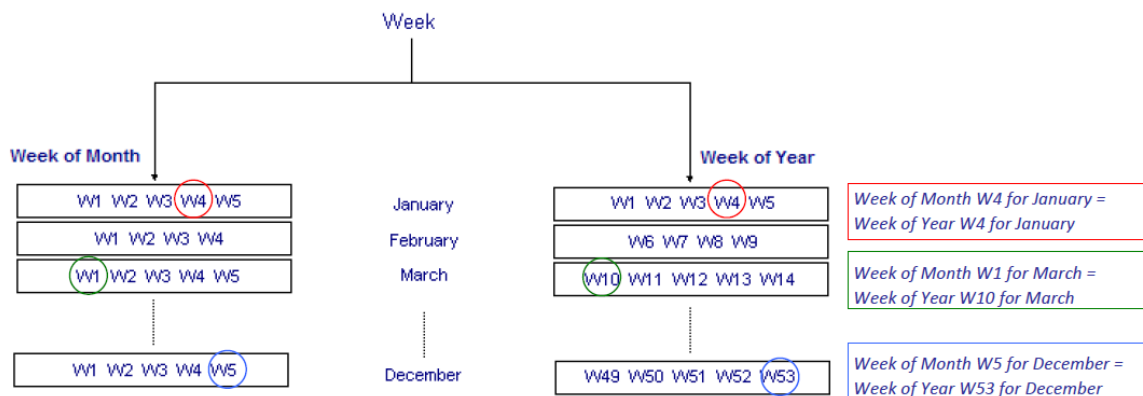 Week
Week of Month
Week of Year
W1 W2 W3 W4 W5
January
W1 W2 W3 W4 W5
Week of Month W4 for January =
Week of Year W4 for January
W1 W2 W3 W4
February
W6 W7 W8 W9
W1 W2 W3 W4 W5
March
W10 W11 W12 W13 W14
Week of Month W1 for March =
Week of Year W10 for March
W1 W2 W3 W4 W5
December
W49 W50 W51 W52 W53
Week of Month W5 for December =
Week of Year W53 for December